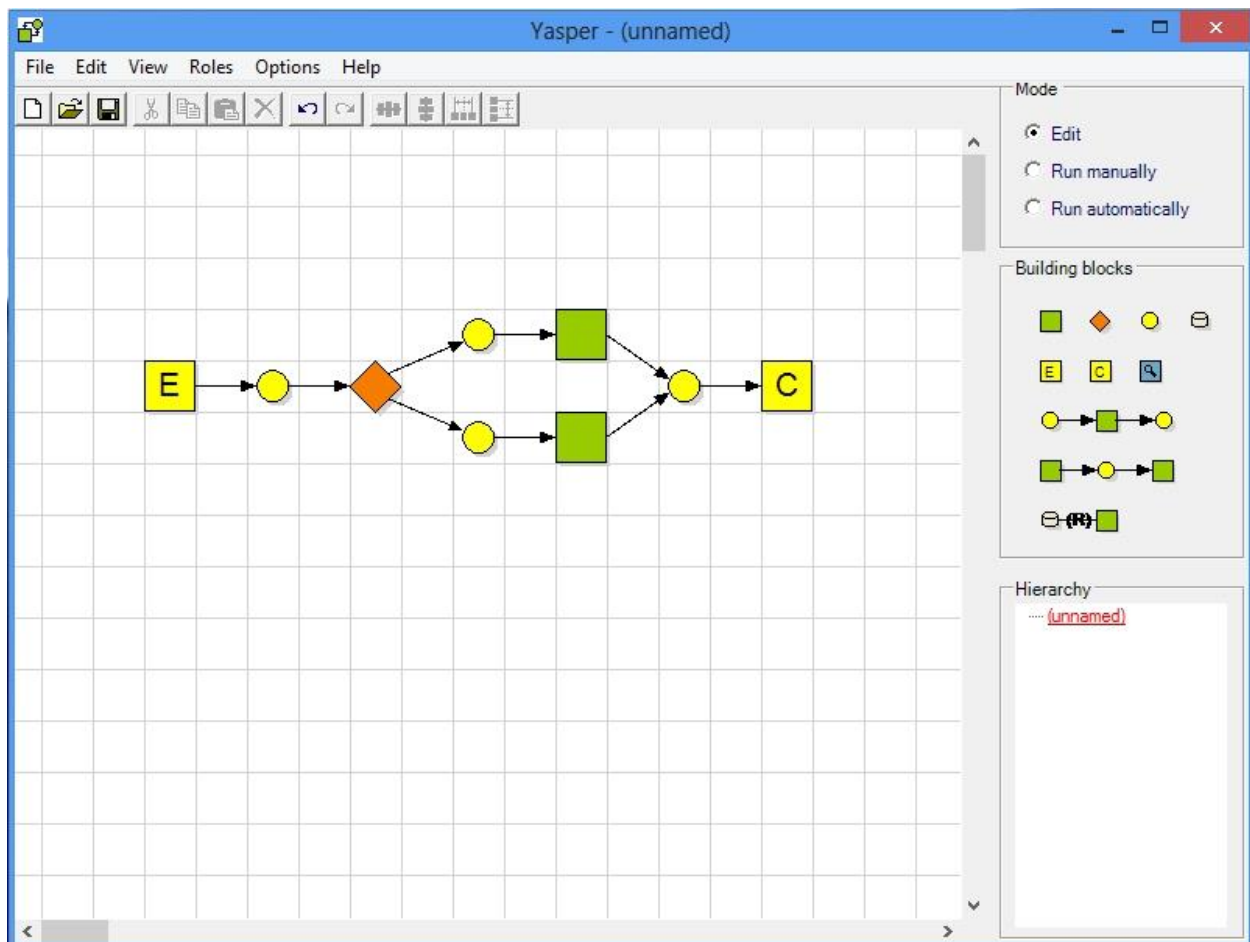 Yasper - (unnamed)
File Edit View Roles Options Help
Mode
Edit
Run manually
Run automatically
Building blocks
E C
(R)
Hierarchy
(unnamed)
E
C